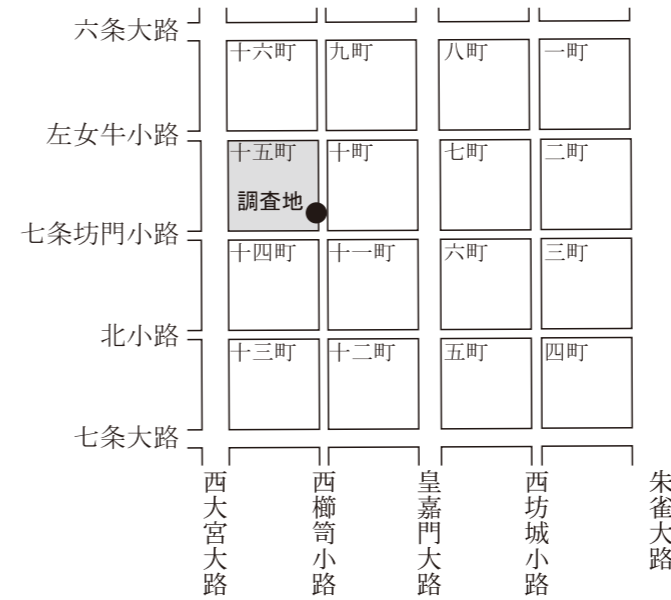 六条大路
十六町 九町 八町 一町
左女牛小路
十五町 十町 七町 二町
調査地
七条坊門小路
十四町 十一町 六町 三町
北小路
十三町 十二町 五町 四町
七条大路
西大宮大路
西櫛笥小路
皇嘉門大路
西坊城小路
朱雀大路